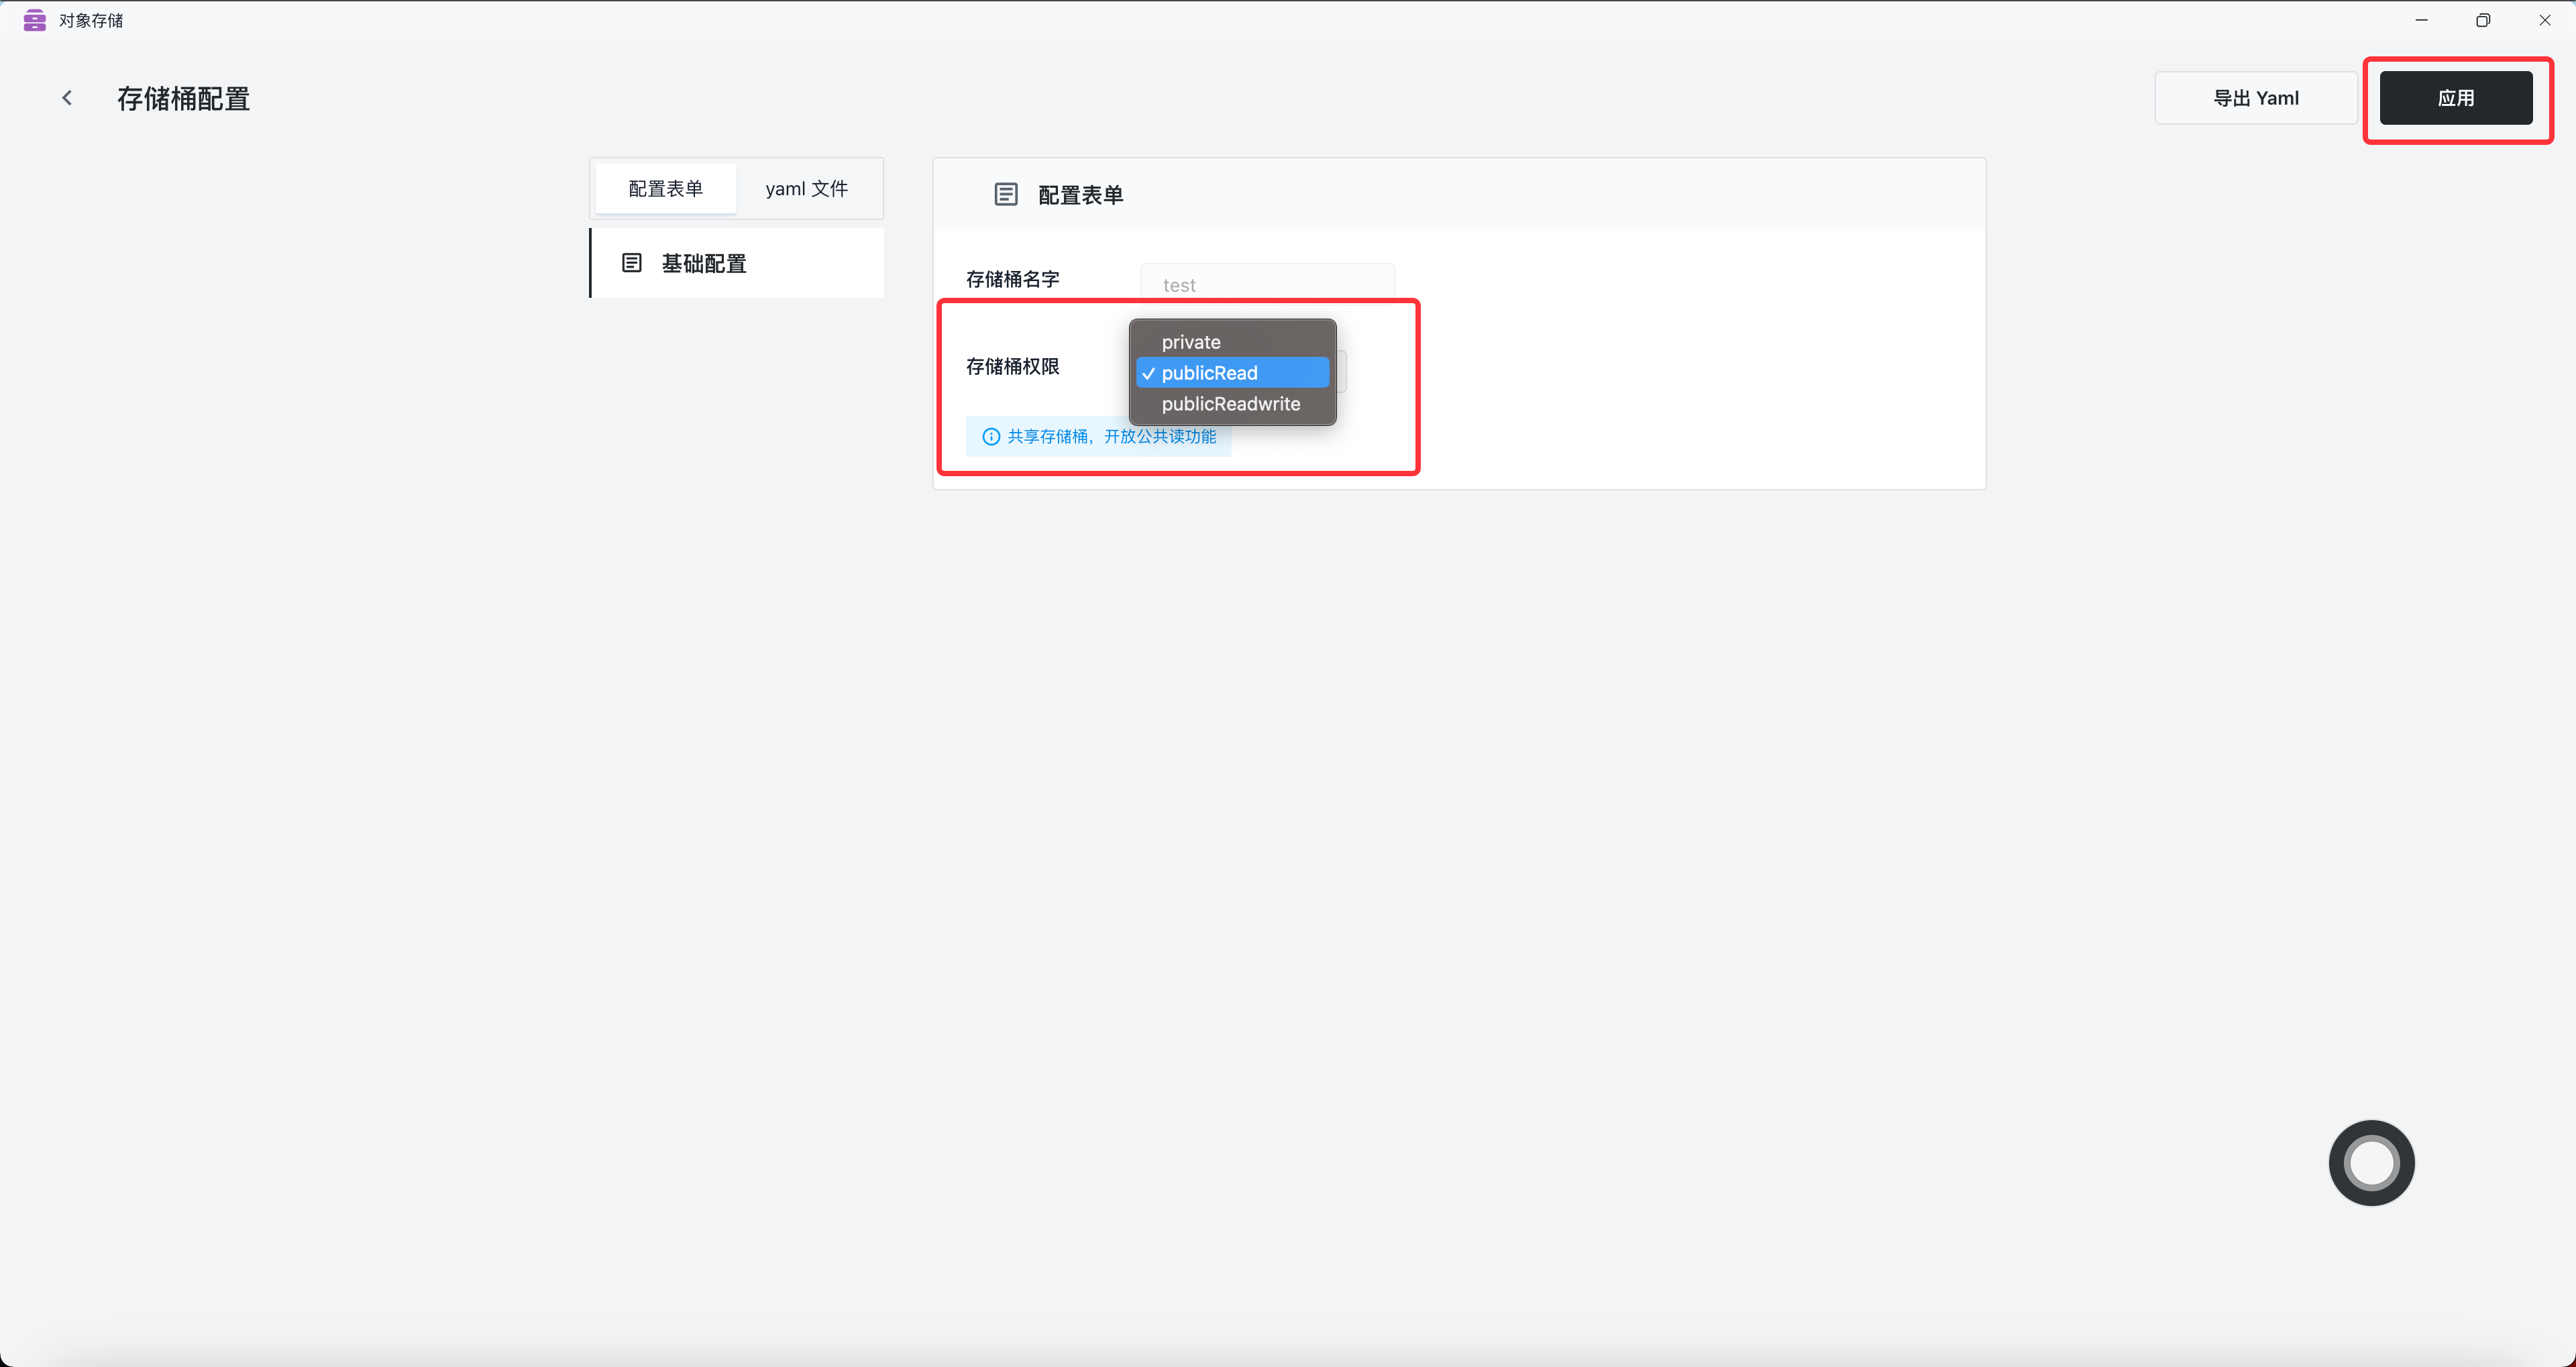 对象存储
存储桶配置
导出 Yaml
应用
配置表单
yaml 文件
基础配置
配置表单
存储桶名字
test
存储桶权限
private
publicRead
publicReadwrite
共享存储桶，开放公共读功能